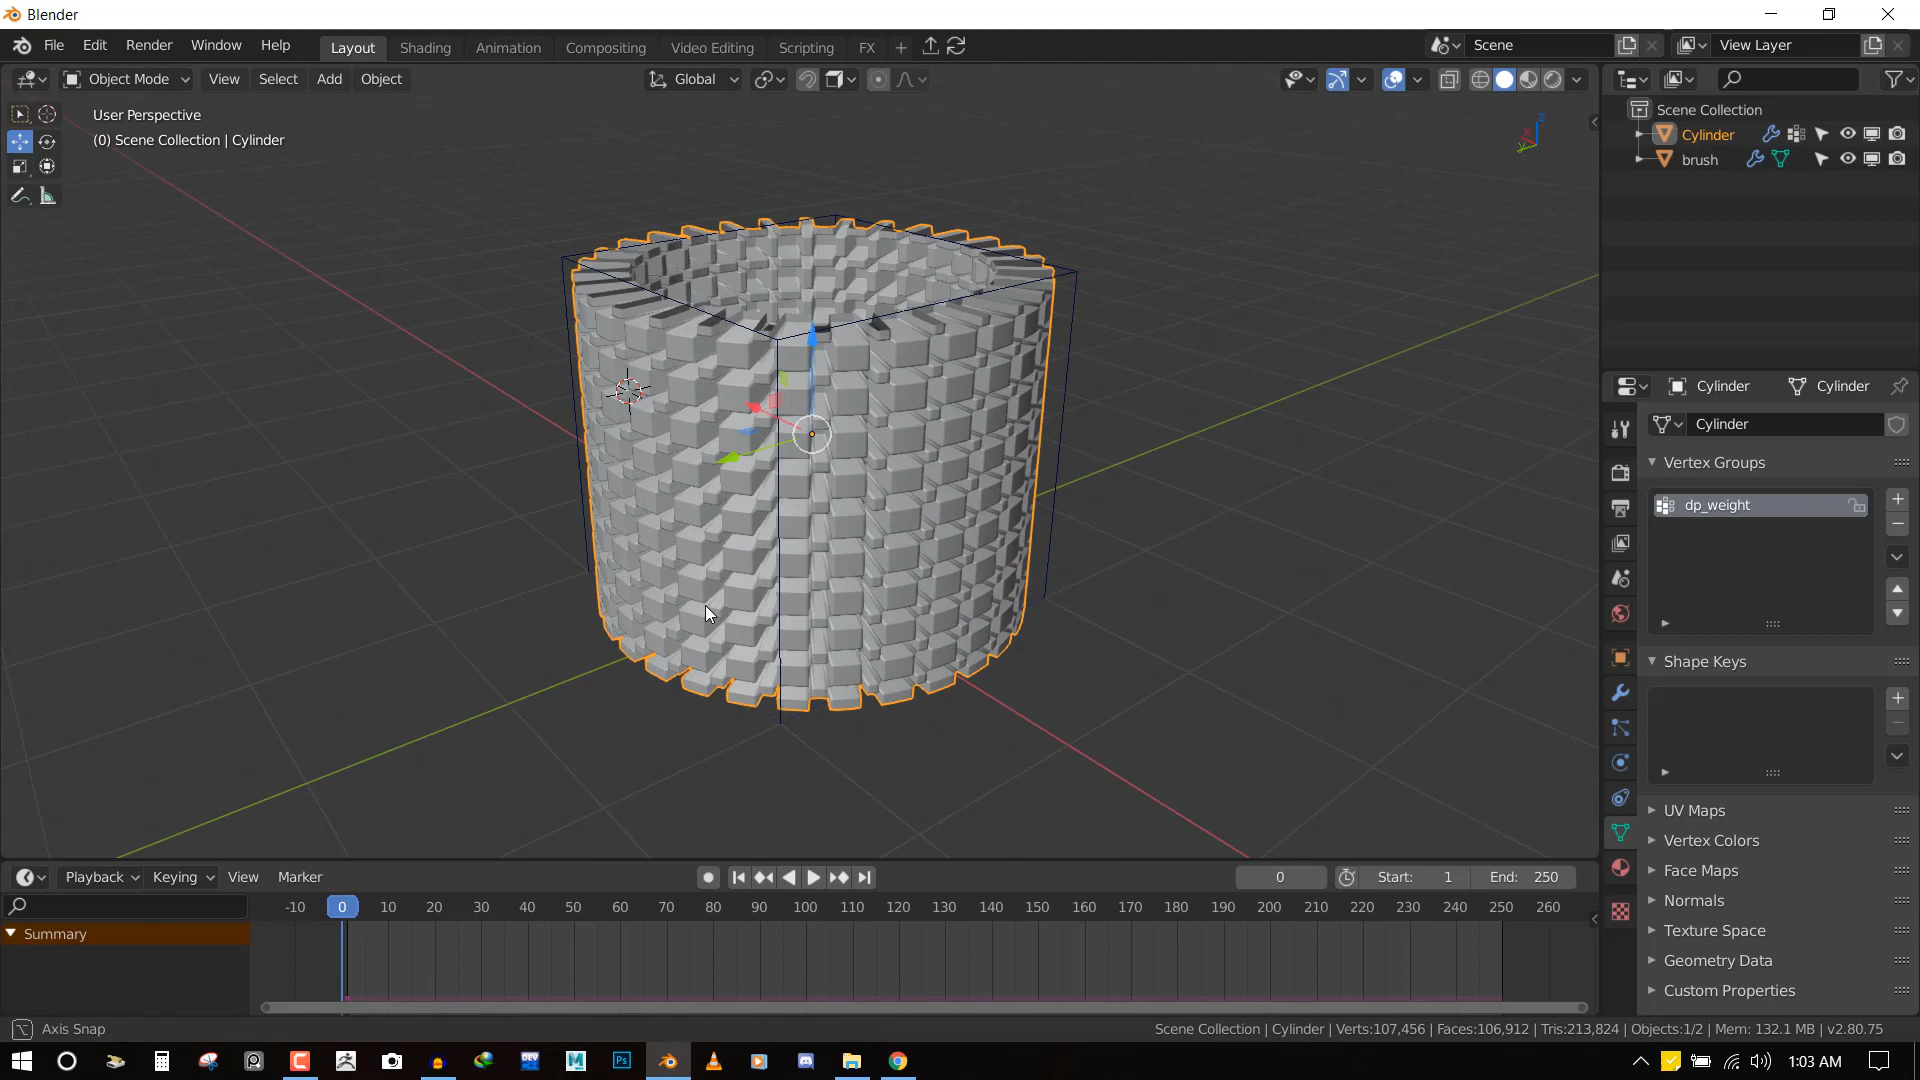 Blender
File Edit Render Window Help Layout Shading Animation Compositing Video Editing Scripting FX + Scene View Layer
Object Mode View Select Add Object Global
User Perspective
(0) Scene Collection | Cylinder
Z
X
Y
Scene Collection
Cylinder
brush
Cylinder Cylinder
Cylinder
Vertex Groups
dp_weight
Shape Keys
UV Maps
Vertex Colors
Face Maps
Normals
Texture Space
Geometry Data
Custom Properties
Playback Keying View Marker 0 Start: 1 End: 250
-10 0 10 20 30 40 50 60 70 80 90 100 110 120 130 140 150 160 170 180 190 200 210 220 230 240 250 260
Summary
Axis Snap Scene Collection | Cylinder | Verts:107,456 | Faces:106,912 | Tris:213,824 | Objects:1/2 | Mem: 132.1 MB | v2.80.75
DEV Ps 1:03 AM